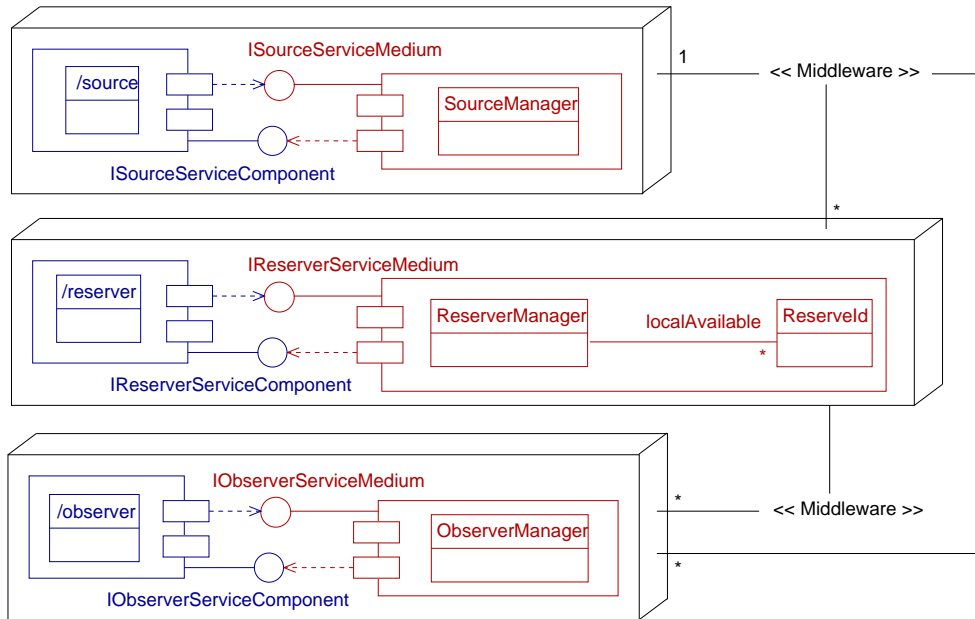 ISourceServiceMedium
/source
SourceManager
ISourceServiceComponent
1
<< Middleware >>
*
IReserverServiceMedium
/reserver
ReserverManager
localAvailable
*
ReserveId
IReserverServiceComponent
IObserverServiceMedium
/observer
ObserverManager
IObserverServiceComponent
*
<< Middleware >>
*